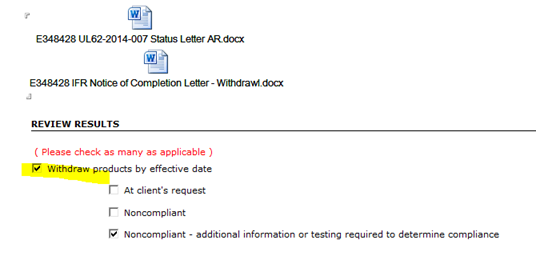 E348428 UL62-2014-007 Status Letter AR.docx
E348428 IFR Notice of Completion Letter - Withdrawl.docx
REVIEW RESULTS
( Please check as many as applicable )
Withdraw products by effective date
At client's request
Noncompliant
Noncompliant - additional information or testing required to determine compliance